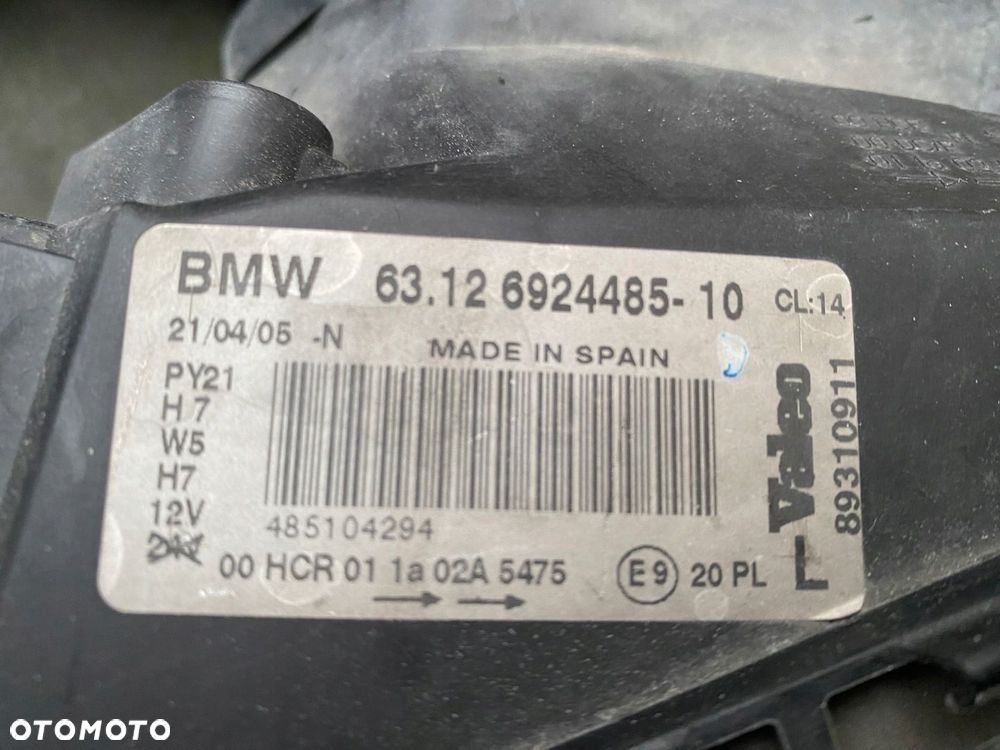 BMW 63.12 6924485-10 CL:14
21/04/05 -N MADE IN SPAIN
PY21
H7
W5
H7
12V
485104294
00 HCR 01 1a 02A 5475 E9 20 PL
L Valeo
89310911
OTOMOTO